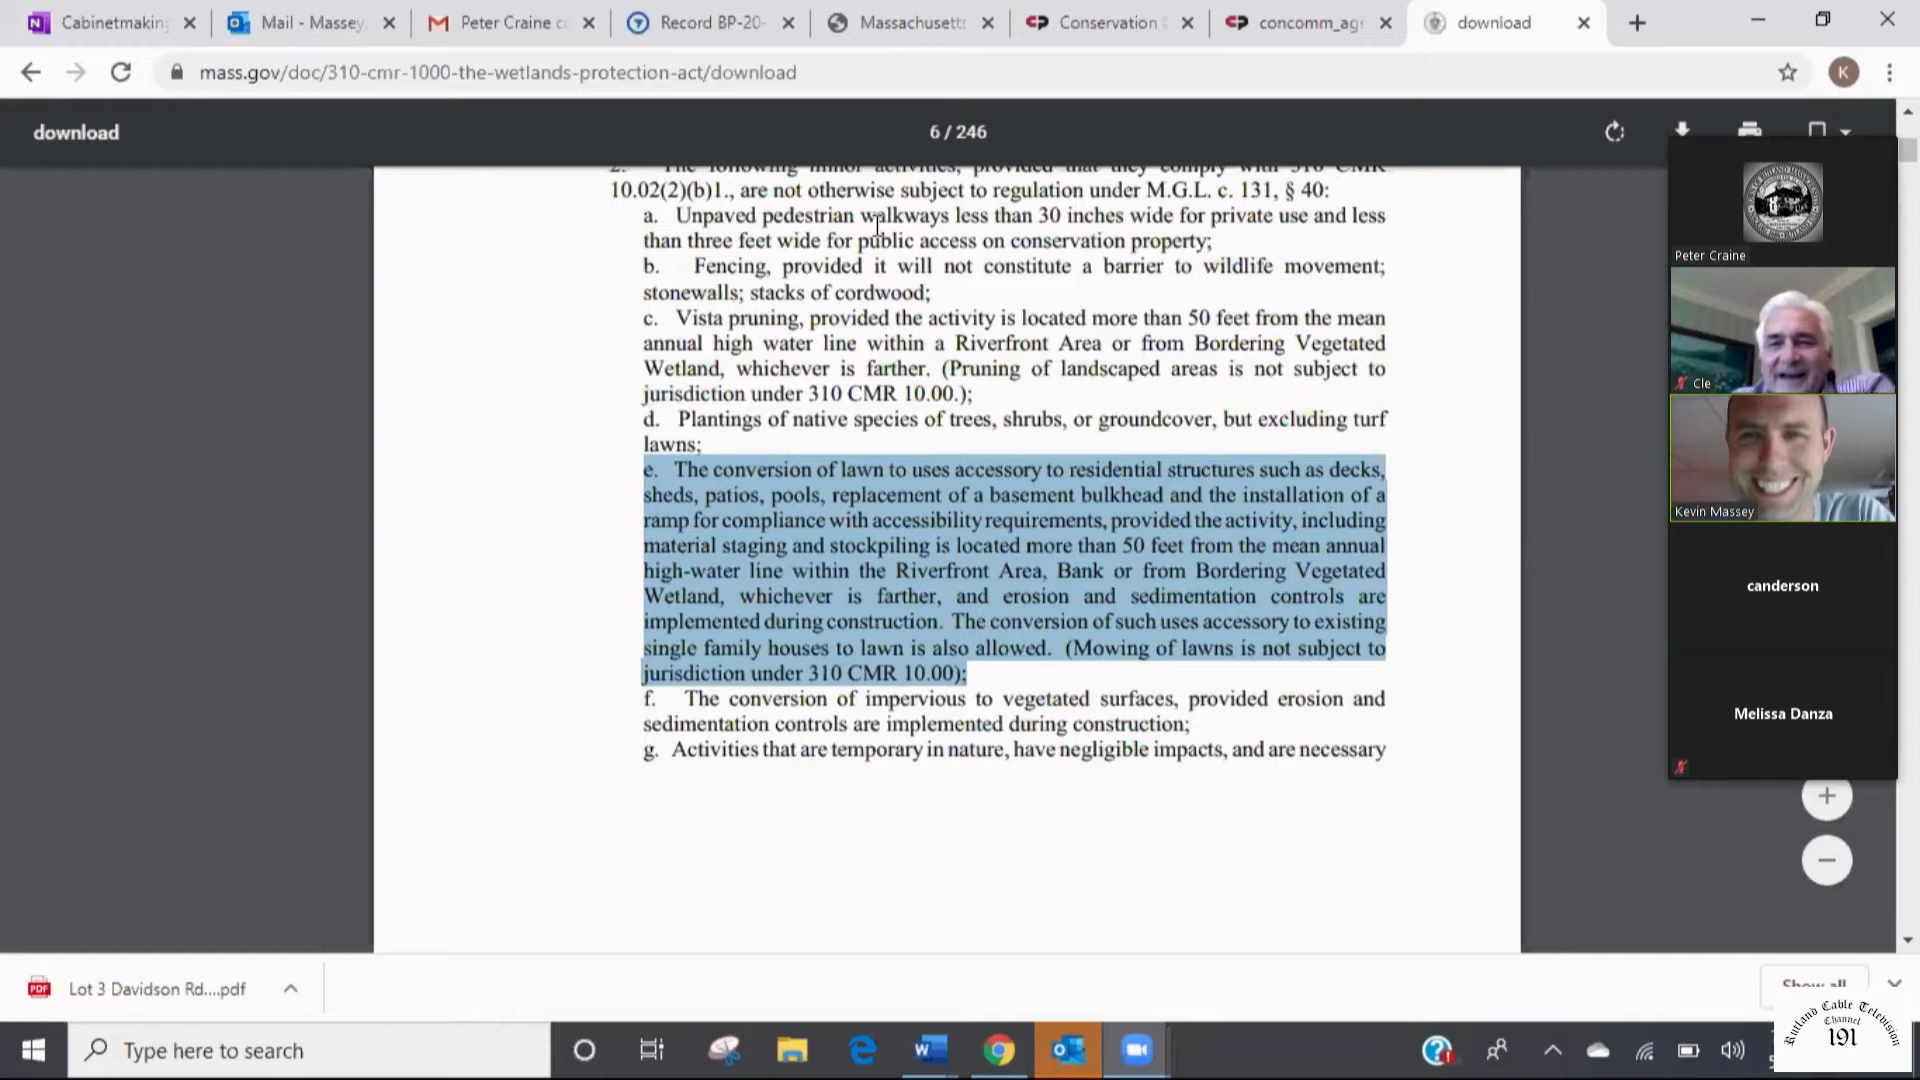 Cabinetmaking
Mail - Massey,
Peter Craine co
Record BP-20-
Massachusetts
Conservation
concomm_age
download
mass.gov/doc/310-cmr-1000-the-wetlands-protection-act/download
K
download
6 / 246
2. The following minor activities, provided that they comply with 310 CMR
10.02(2)(b)1., are not otherwise subject to regulation under M.G.L. c. 131, § 40:
a. Unpaved pedestrian walkways less than 30 inches wide for private use and less
than three feet wide for public access on conservation property;
b. Fencing, provided it will not constitute a barrier to wildlife movement;
stonewalls; stacks of cordwood;
c. Vista pruning, provided the activity is located more than 50 feet from the mean
annual high water line within a Riverfront Area or from Bordering Vegetated
Wetland, whichever is farther. (Pruning of landscaped areas is not subject to
jurisdiction under 310 CMR 10.00.);
d. Plantings of native species of trees, shrubs, or groundcover, but excluding turf
lawns;
e. The conversion of lawn to uses accessory to residential structures such as decks,
sheds, patios, pools, replacement of a basement bulkhead and the installation of a
ramp for compliance with accessibility requirements, provided the activity, including
material staging and stockpiling is located more than 50 feet from the mean annual
high-water line within the Riverfront Area, Bank or from Bordering Vegetated
Wetland, whichever is farther, and erosion and sedimentation controls are
implemented during construction. The conversion of such uses accessory to existing
single family houses to lawn is also allowed. (Mowing of lawns is not subject to
jurisdiction under 310 CMR 10.00);
f. The conversion of impervious to vegetated surfaces, provided erosion and
sedimentation controls are implemented during construction;
g. Activities that are temporary in nature, have negligible impacts, and are necessary
Peter Craine
Cle
Kevin Massey
canderson
Melissa Danza
PDF
Lot 3 Davidson Rd....pdf
Show all
Type here to search
Rutland Cable Television
Channel
191